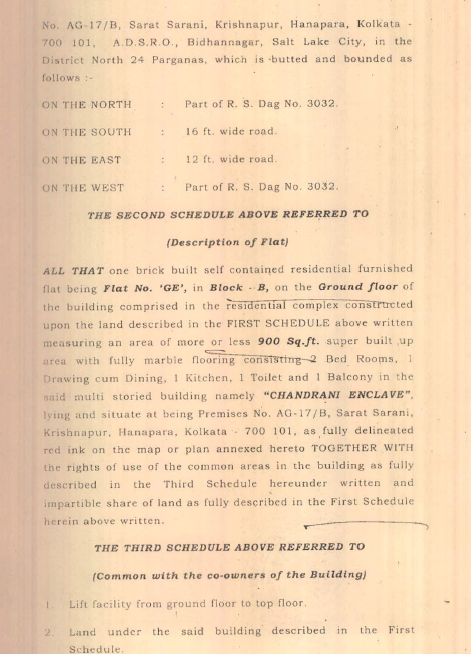 No. AG-17/B, Sarat Sarani, Krishnapur, Hanapara, Kolkata -
700 101, A.D.S.R.O., Bidhannagar, Salt Lake City, in the
District North 24 Parganas, which is butted and bounded as
follows :-
ON THE NORTH : Part of R. S. Dag No. 3032.
ON THE SOUTH : 16 ft. wide road.
ON THE EAST : 12 ft. wide road.
ON THE WEST : Part of R. S. Dag No. 3032.
THE SECOND SCHEDULE ABOVE REFERRED TO
(Description of Flat)
ALL THAT one brick built self contained residential furnished
flat being Flat No. 'GE', in Block - B, on the Ground floor of
the building comprised in the residential complex constructed
upon the land described in the FIRST SCHEDULE above written
measuring an area of more or less 900 Sq.ft. super built up
area with fully marble flooring consisting 2 Bed Rooms, 1
Drawing cum Dining, 1 Kitchen, 1 Toilet and 1 Balcony in the
said multi storied building namely "CHANDRANI ENCLAVE",
lying and situate at being Premises No. AG-17/B, Sarat Sarani,
Krishnapur, Hanapara, Kolkata - 700 101, as fully delineated
red ink on the map or plan annexed hereto TOGETHER WITH
the rights of use of the common areas in the building as fully
described in the Third Schedule hereunder written and
impartible share of land as fully described in the First Schedule
herein above written.
THE THIRD SCHEDULE ABOVE REFERRED TO
(Common with the co-owners of the Building)
1. Lift facility from ground floor to top floor.
2. Land under the said building described in the First
Schedule.